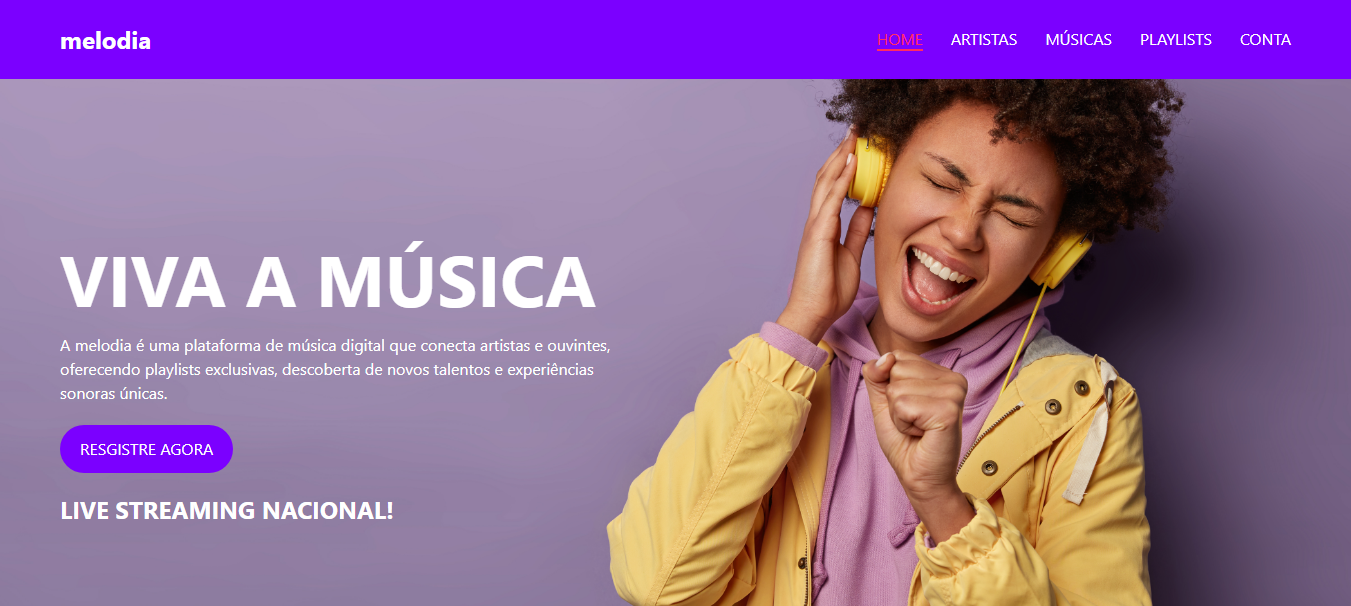 melodia
HOME ARTISTAS MÚSICAS PLAYLISTS CONTA
VIVA A MÚSICA
A melodia é uma plataforma de música digital que conecta artistas e ouvintes,
oferecendo playlists exclusivas, descoberta de novos talentos e experiências
sonoras únicas.
RESGISTRE AGORA
LIVE STREAMING NACIONAL!